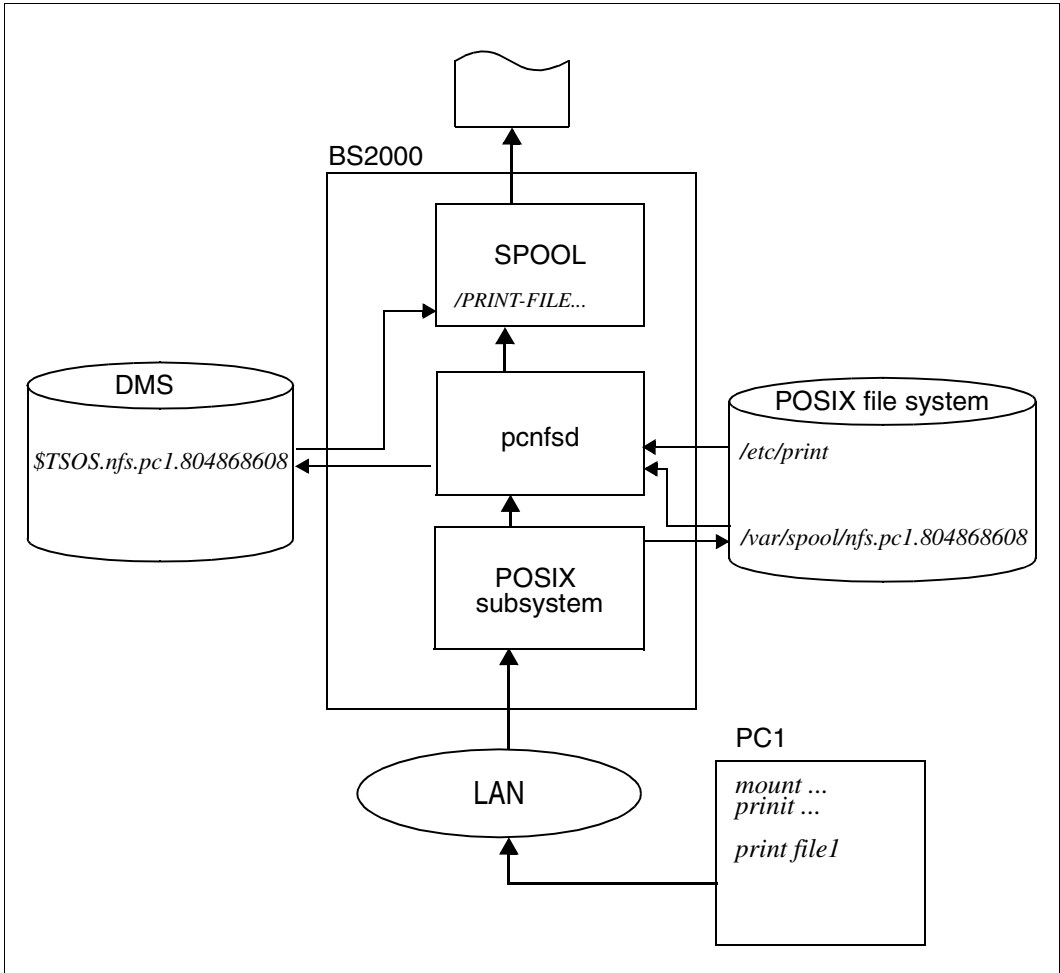 BS2000
SPOOL
/PRINT-FILE...
DMS
$TSOS.nfs.pc1.804868608
pcnfsd
POSIX file system
/etc/print
/var/spool/nfs.pc1.804868608
POSIX
subsystem
LAN
PC1
mount ...
prinit ...
print file1